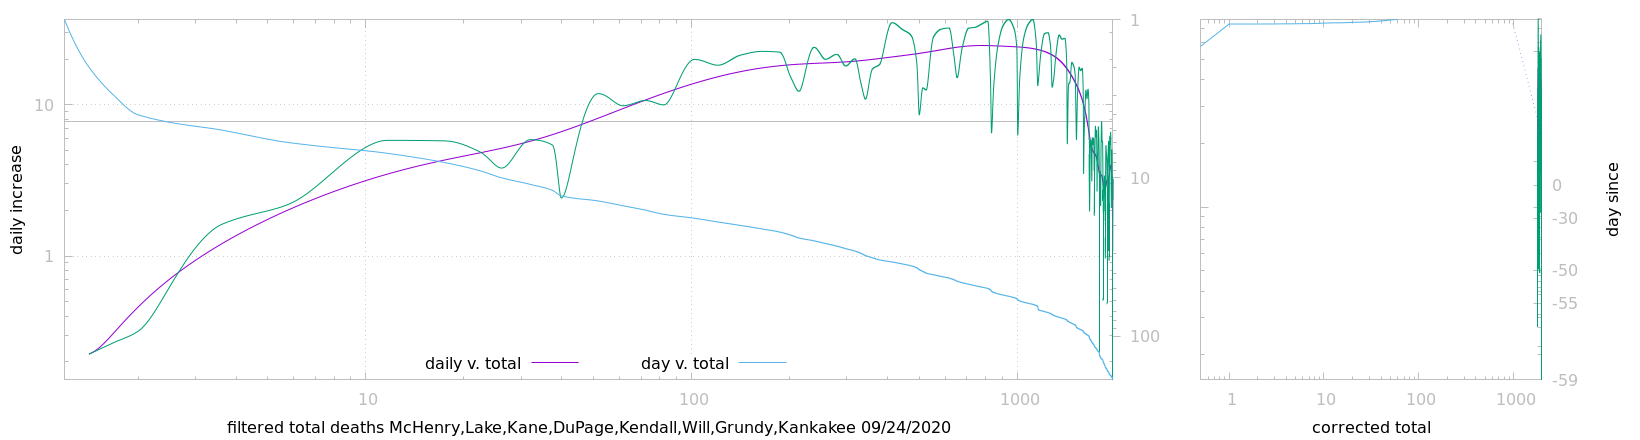 1
10
10
0
daily increase
day since
-30
1
-50
-55
100
daily v. total
day v. total
-59
10
100
1000
1
10
100
1000
filtered total deaths McHenry,Lake,Kane,DuPage,Kendall,Will,Grundy,Kankakee 09/24/2020
corrected total